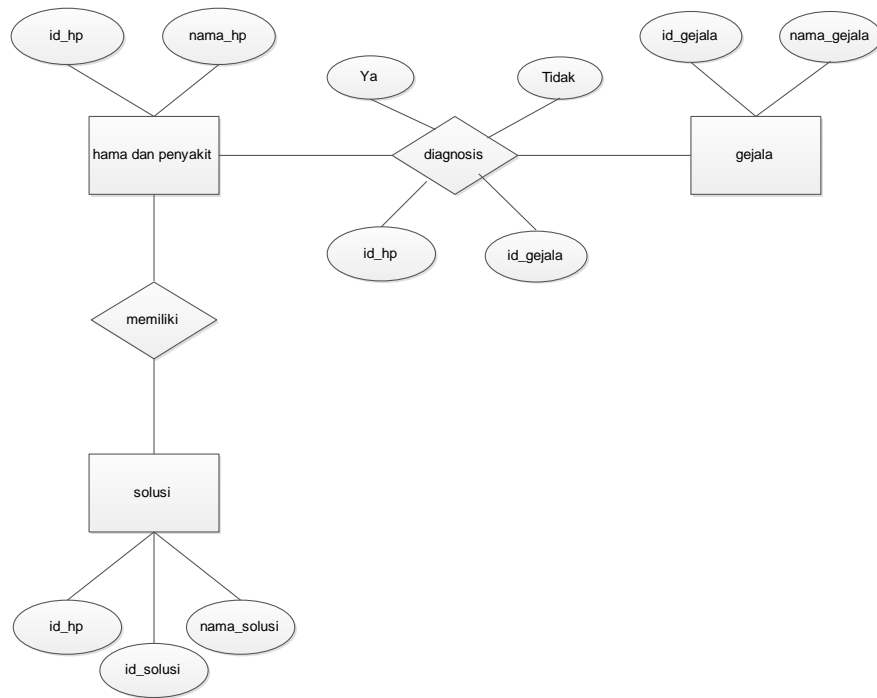 id_hp
nama_hp
id_gejala
nama_gejala
Ya
Tidak
hama dan penyakit
diagnosis
gejala
id_hp
id_gejala
memiliki
solusi
id_hp
nama_solusi
id_solusi